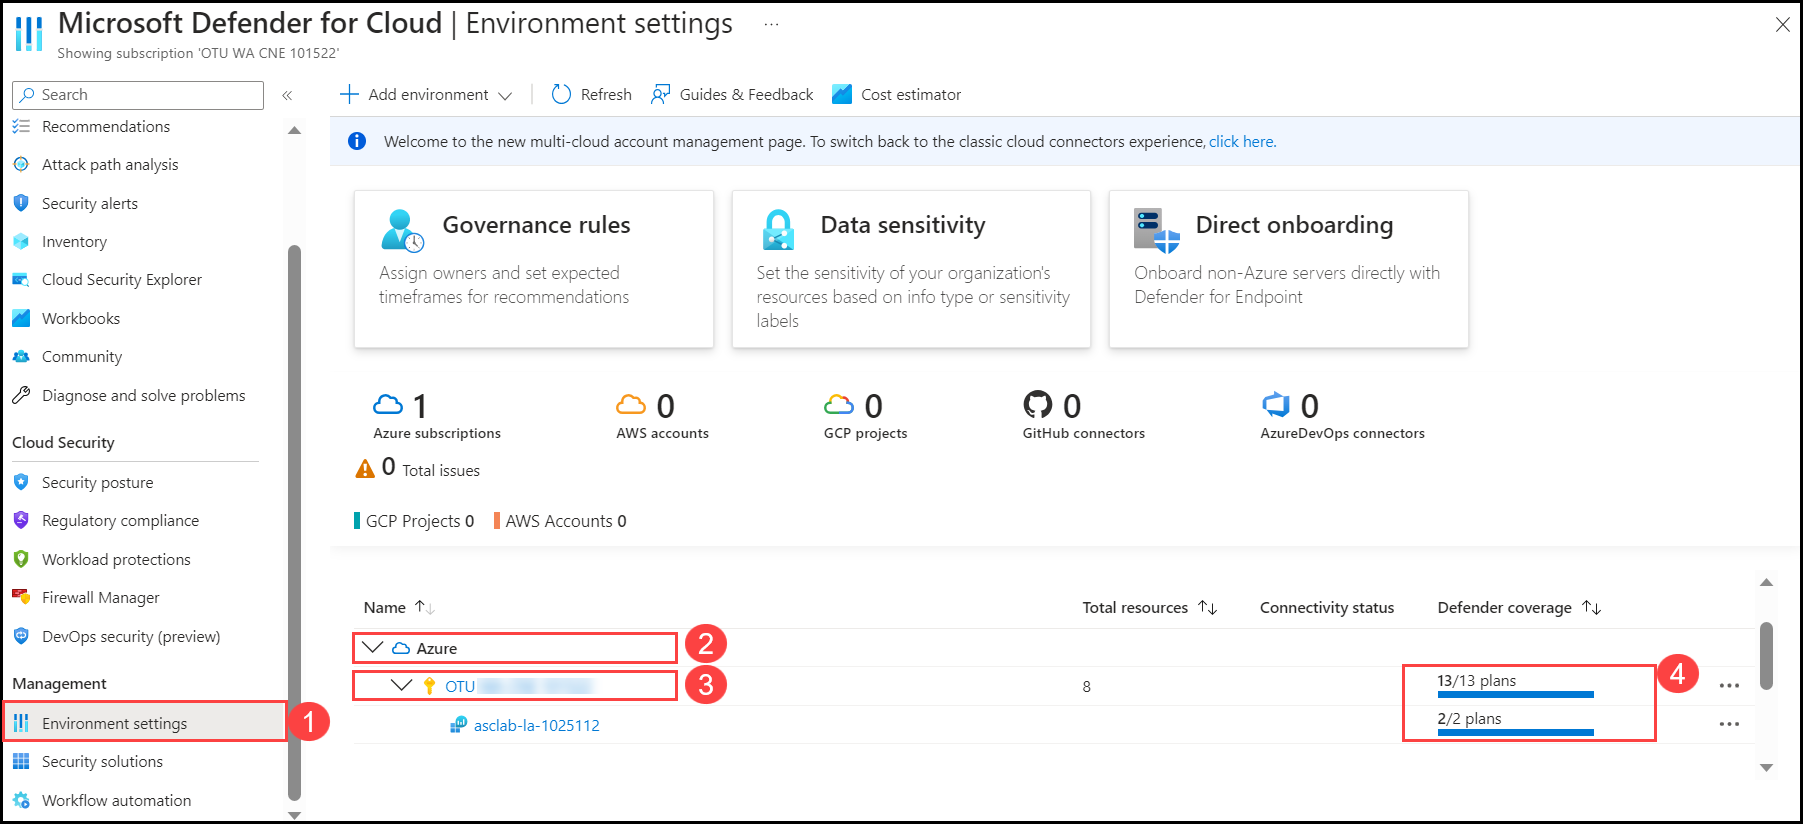 Microsoft Defender for Cloud | Environment settings ...
Showing subscription 'OTU WA CNE 101522'
Search
Recommendations
Attack path analysis
Security alerts
Inventory
Cloud Security Explorer
Workbooks
Community
Diagnose and solve problems
Cloud Security
Security posture
Regulatory compliance
Workload protections
Firewall Manager
DevOps security (preview)
Management
Environment settings
1
Security solutions
Workflow automation
Add environment
Refresh
Guides & Feedback
Cost estimator
Welcome to the new multi-cloud account management page. To switch back to the classic cloud connectors experience, click here.
Governance rules
Assign owners and set expected
timeframes for recommendations
Data sensitivity
Set the sensitivity of your organization's
resources based on info type or sensitivity
labels
Direct onboarding
Onboard non-Azure servers directly with
Defender for Endpoint
1
Azure subscriptions
0
AWS accounts
0
GCP projects
0
GitHub connectors
0
AzureDevOps connectors
0 Total issues
GCP Projects 0
AWS Accounts 0
Name
Total resources
Connectivity status
Defender coverage
Azure
2
OTU
3
8
13/13 plans
4
asclab-la-1025112
2/2 plans